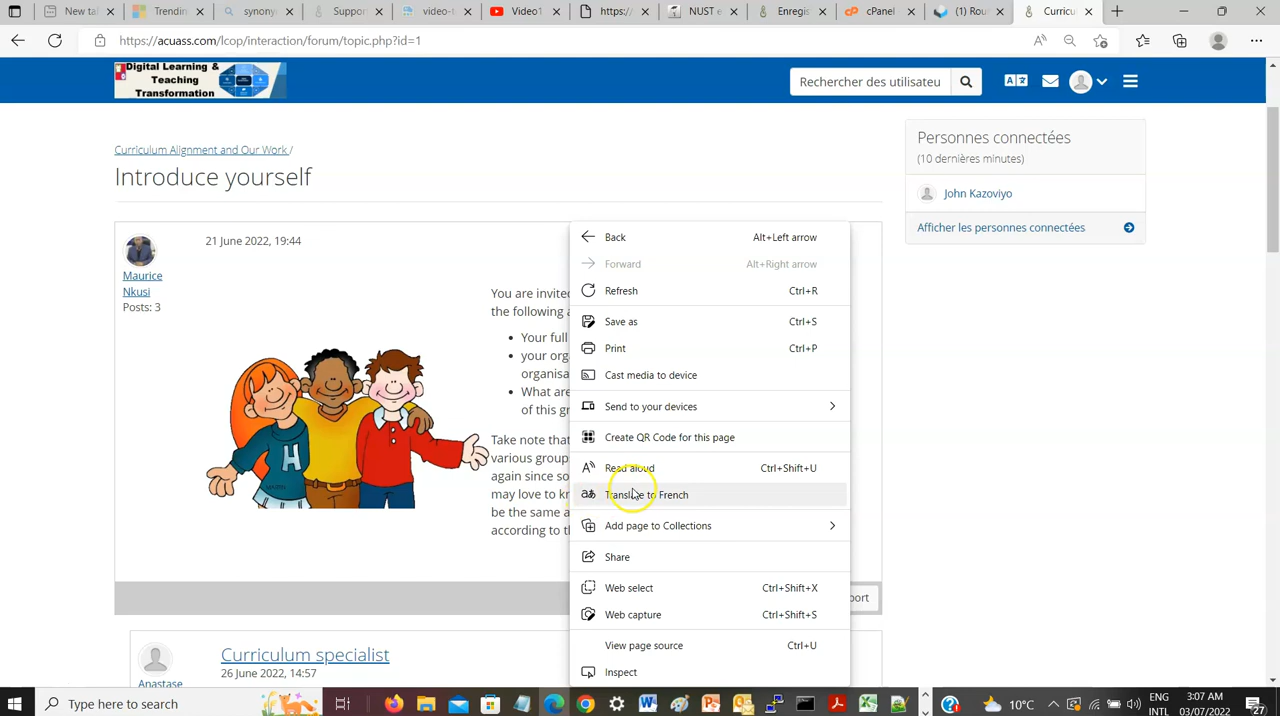 New tab
Trending
Alignment
synony
Support
video-t
VideoT
https:/
NUST e
Enregis
cPanel
(1) Rou
Curricu
https://acuass.com/lcop/interaction/forum/topic.php?id=1
Digital Learning &
Teaching
Transformation
Rechercher des utilisateu
Curriculum Alignment and Our Work /
Introduce yourself
Personnes connectées
(10 dernières minutes)
John Kazoviyo
Afficher les personnes connectées
21 June 2022, 19:44
Maurice
Nkusi
Posts: 3
You are invite
the following a
Your full
your org
organisa
What are
of this gr
Take note that
various group
again since so
may love to kn
be the same a
according to th
H
Back Alt+Left arrow
Forward Alt+Right arrow
Refresh Ctrl+R
Save as Ctrl+S
Print Ctrl+P
Cast media to device
Send to your devices
Create QR Code for this page
Read aloud Ctrl+Shift+U
Translate to French
Add page to Collections
Share
Web select Ctrl+Shift+X
Web capture Ctrl+Shift+S
View page source Ctrl+U
Inspect
port
Curriculum specialist
26 June 2022, 14:57
Anastase
Type here to search
10°C
ENG
INTL
3:07 AM
03/07/2022
27